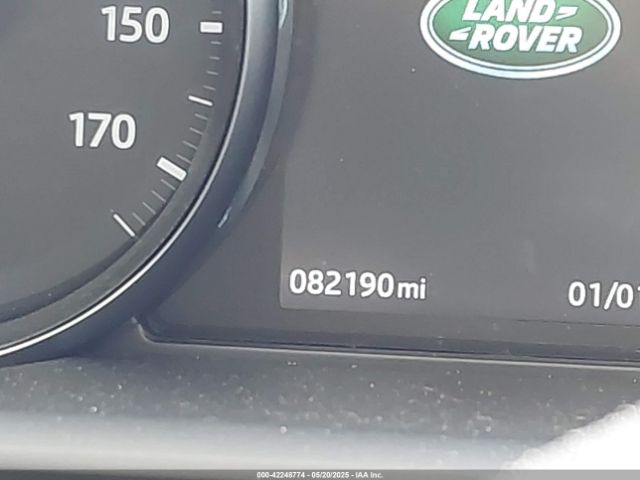 150
LAND
ROVER
170
082190mi
01/01
000-42248774 — 05/20/2025 — IAA Inc.